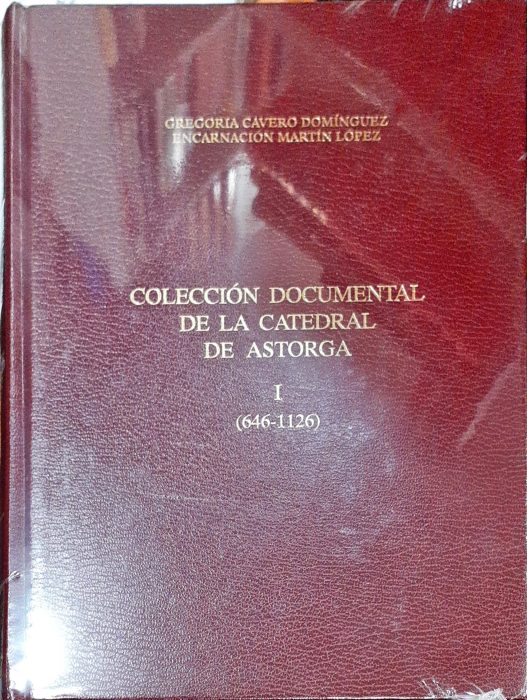 GREGORIA CAVERO DOMÍNGUEZ
ENCARNACIÓN MARTÍN LÓPEZ
COLECCIÓN DOCUMENTAL
DE LA CATEDRAL
DE ASTORGA
I
(646-1126)